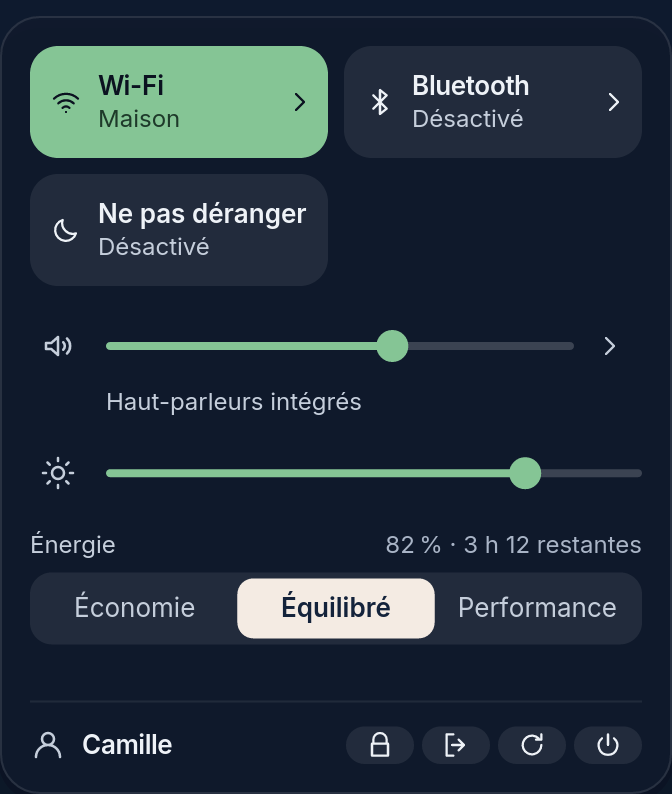 Wi-Fi
Maison
Bluetooth
Désactivé
Ne pas déranger
Désactivé
Haut-parleurs intégrés
Énergie
82 % · 3 h 12 restantes
Économie
Équilibré
Performance
Camille